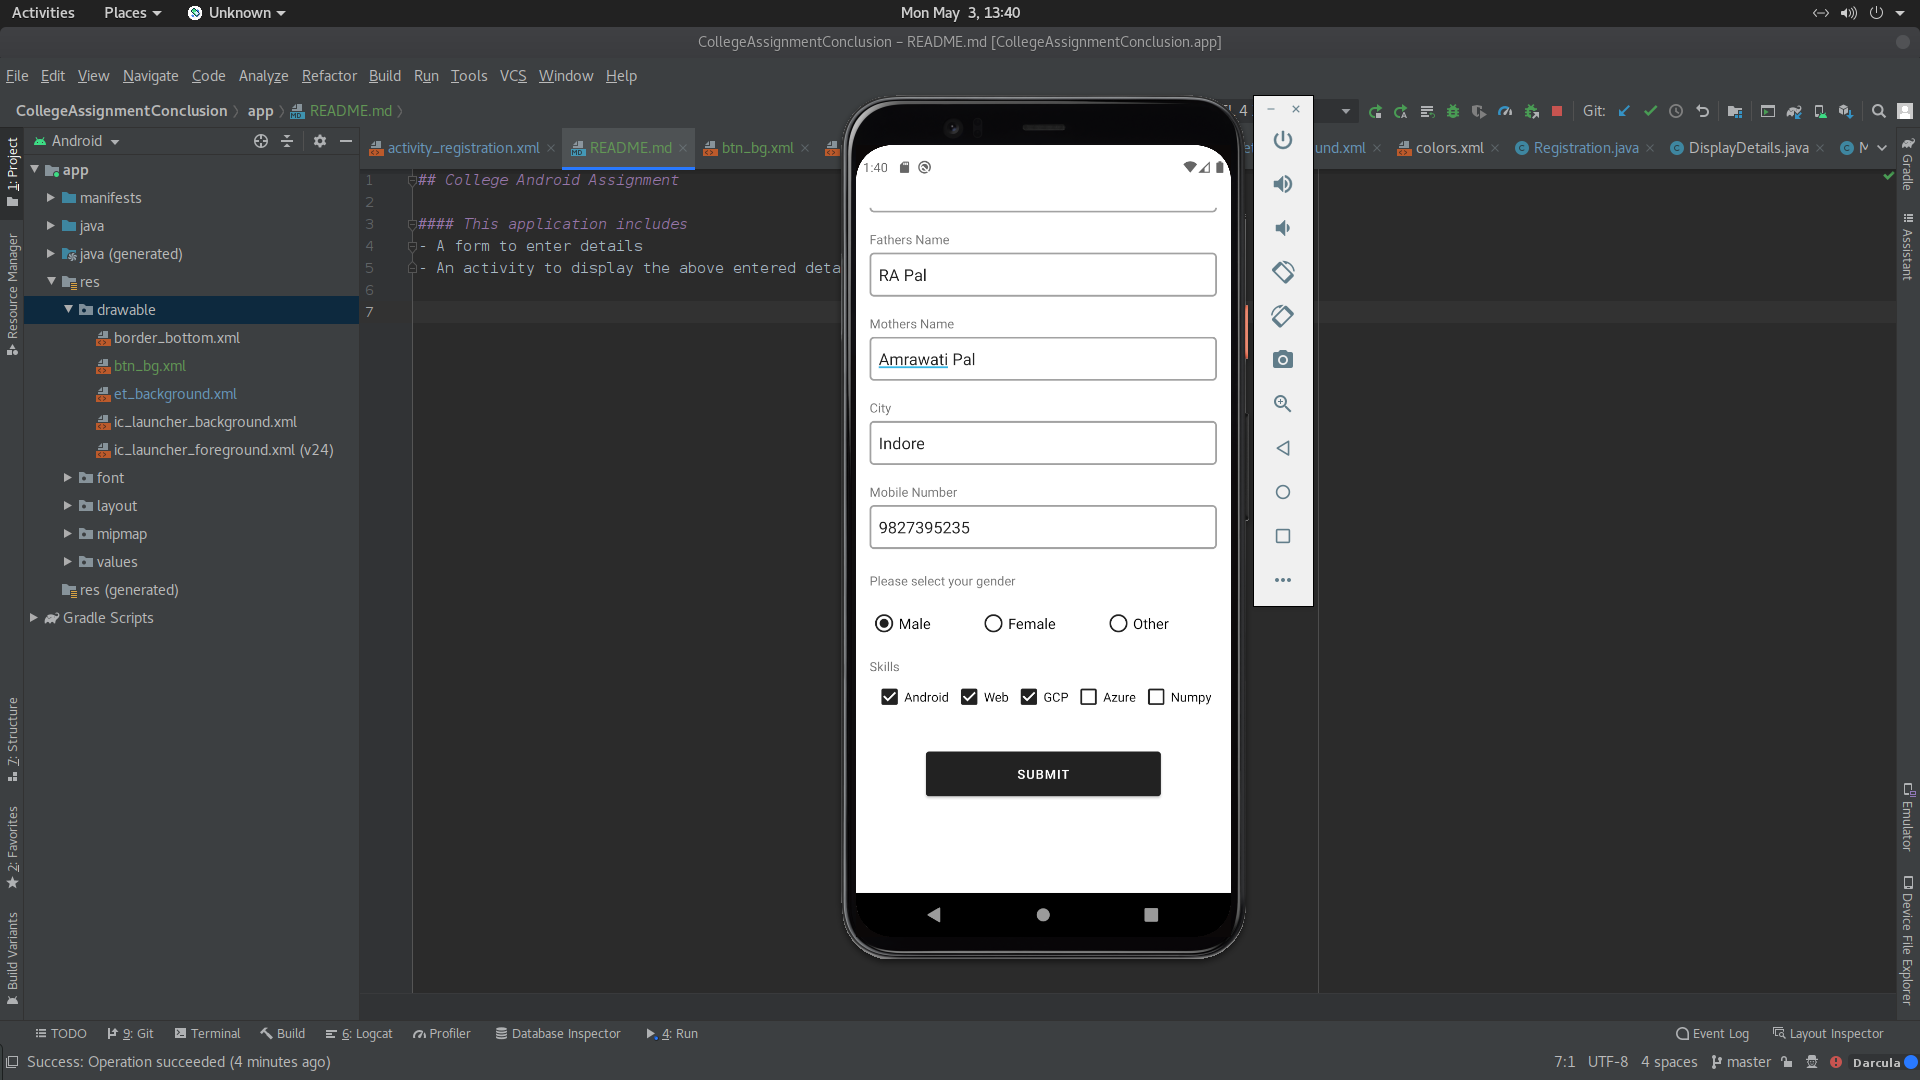 Activities Places Unknown Mon May 3, 13:40
CollegeAssignmentConclusion – README.md [CollegeAssignmentConclusion.app]
File Edit View Navigate Code Analyze Refactor Build Run Tools VCS Window Help
CollegeAssignmentConclusion app README.md Git:
Android
activity_registration.xml README.md btn_bg.xml und.xml colors.xml Registration.java DisplayDetails.java
1: Project
Resource Manager
7: Structure
2: Favorites
Build Variants
app
manifests
java
java (generated)
res
drawable
border_bottom.xml
btn_bg.xml
et_background.xml
ic_launcher_background.xml
ic_launcher_foreground.xml (v24)
font
layout
mipmap
values
res (generated)
Gradle Scripts
1 ## College Android Assignment
2
3 #### This application includes
4 - A form to enter details
5 - An activity to display the above entered deta
6
7
1:40
Fathers Name
RA Pal
Mothers Name
Amrawati Pal
City
Indore
Mobile Number
9827395235
Please select your gender
Male Female Other
Skills
Android Web GCP Azure Numpy
SUBMIT
Gradle
Assistant
Emulator
Device File Explorer
TODO 9: Git Terminal Build 6: Logcat Profiler Database Inspector 4: Run Event Log Layout Inspector
Success: Operation succeeded (4 minutes ago) 7:1 UTF-8 4 spaces master Darcula